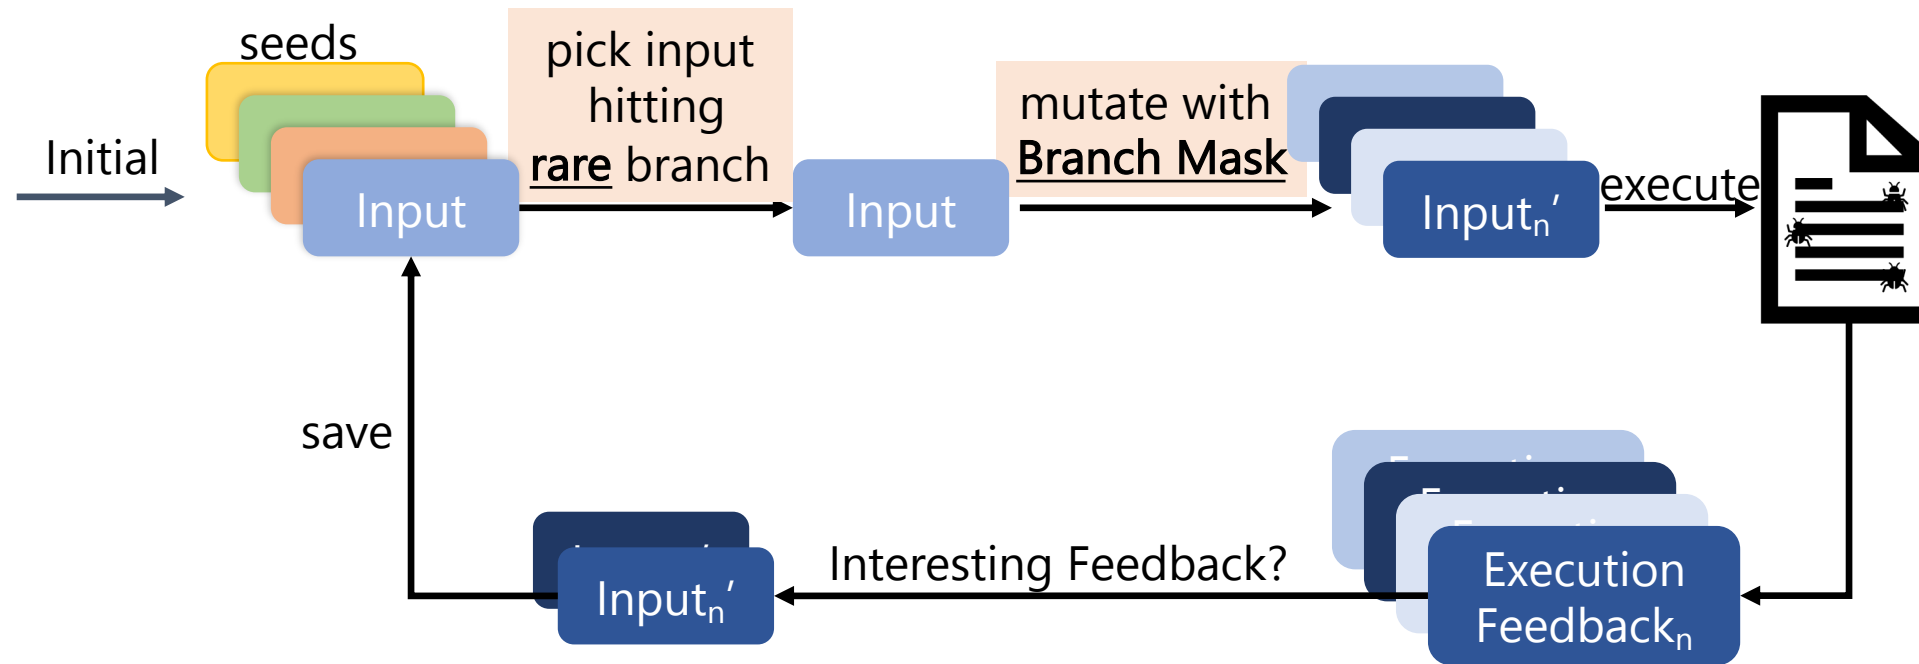 seeds
Initial
Input
pick input
hitting
rare branch
Input
mutate with
Branch Mask
Inputₙ′
execute
save
Inputₙ′
Interesting Feedback?
Execution
Feedbackₙ